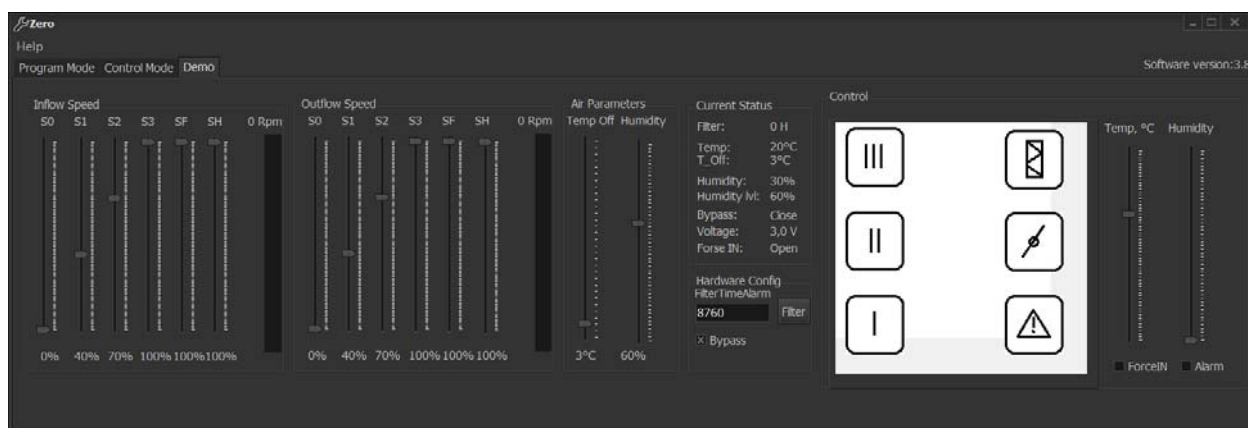 Zero
Help
Program Mode Control Mode Demo
Software version:3.8
Inflow Speed
S0 S1 S2 S3 SF SH 0 Rpm
0% 40% 70% 100% 100% 100%
Outflow Speed
S0 S1 S2 S3 SF SH 0 Rpm
0% 40% 70% 100% 100% 100%
Air Parameters
Temp Off Humidity
3°C 60%
Current Status
Filter: 0 H
Temp: 20°C
T_Off: 3°C
Humidity: 30%
Humidity lvl: 60%
Bypass: Close
Voltage: 3,0 V
Forse IN: Open
Hardware Config
FilterTimeAlarm
8760 Filter
Bypass
Control
III
II
I
Temp, ºC Humidity
ForceIN Alarm